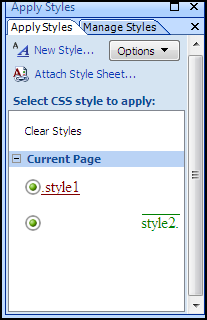 Apply Styles
Apply Styles Manage Styles
New Style... Options
Attach Style Sheet...
Select CSS style to apply:
Clear Styles
Current Page
.style1
style2.